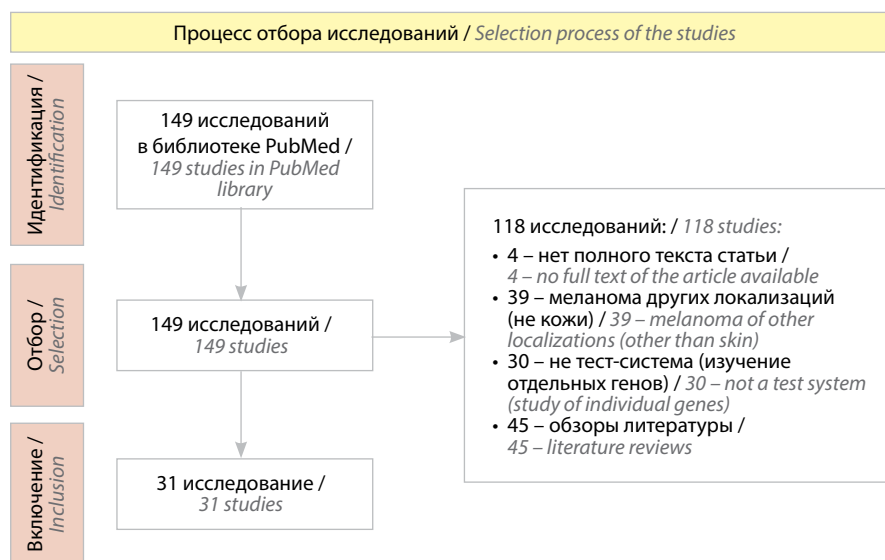 Процесс отбора исследований / Selection process of the studies
Идентификация /
Identification
149 исследований
в библиотеке PubMed /
149 studies in PubMed
library
Отбор /
Selection
149 исследований /
149 studies
118 исследований: / 118 studies:
• 4 – нет полного текста статьи /
4 – no full text of the article available
• 39 – меланома других локализаций
(не кожи) / 39 – melanoma of other
localizations (other than skin)
• 30 – не тест-система (изучение
отдельных генов) / 30 – not a test system
(study of individual genes)
• 45 – обзоры литературы /
45 – literature reviews
Включение /
Inclusion
31 исследование /
31 studies